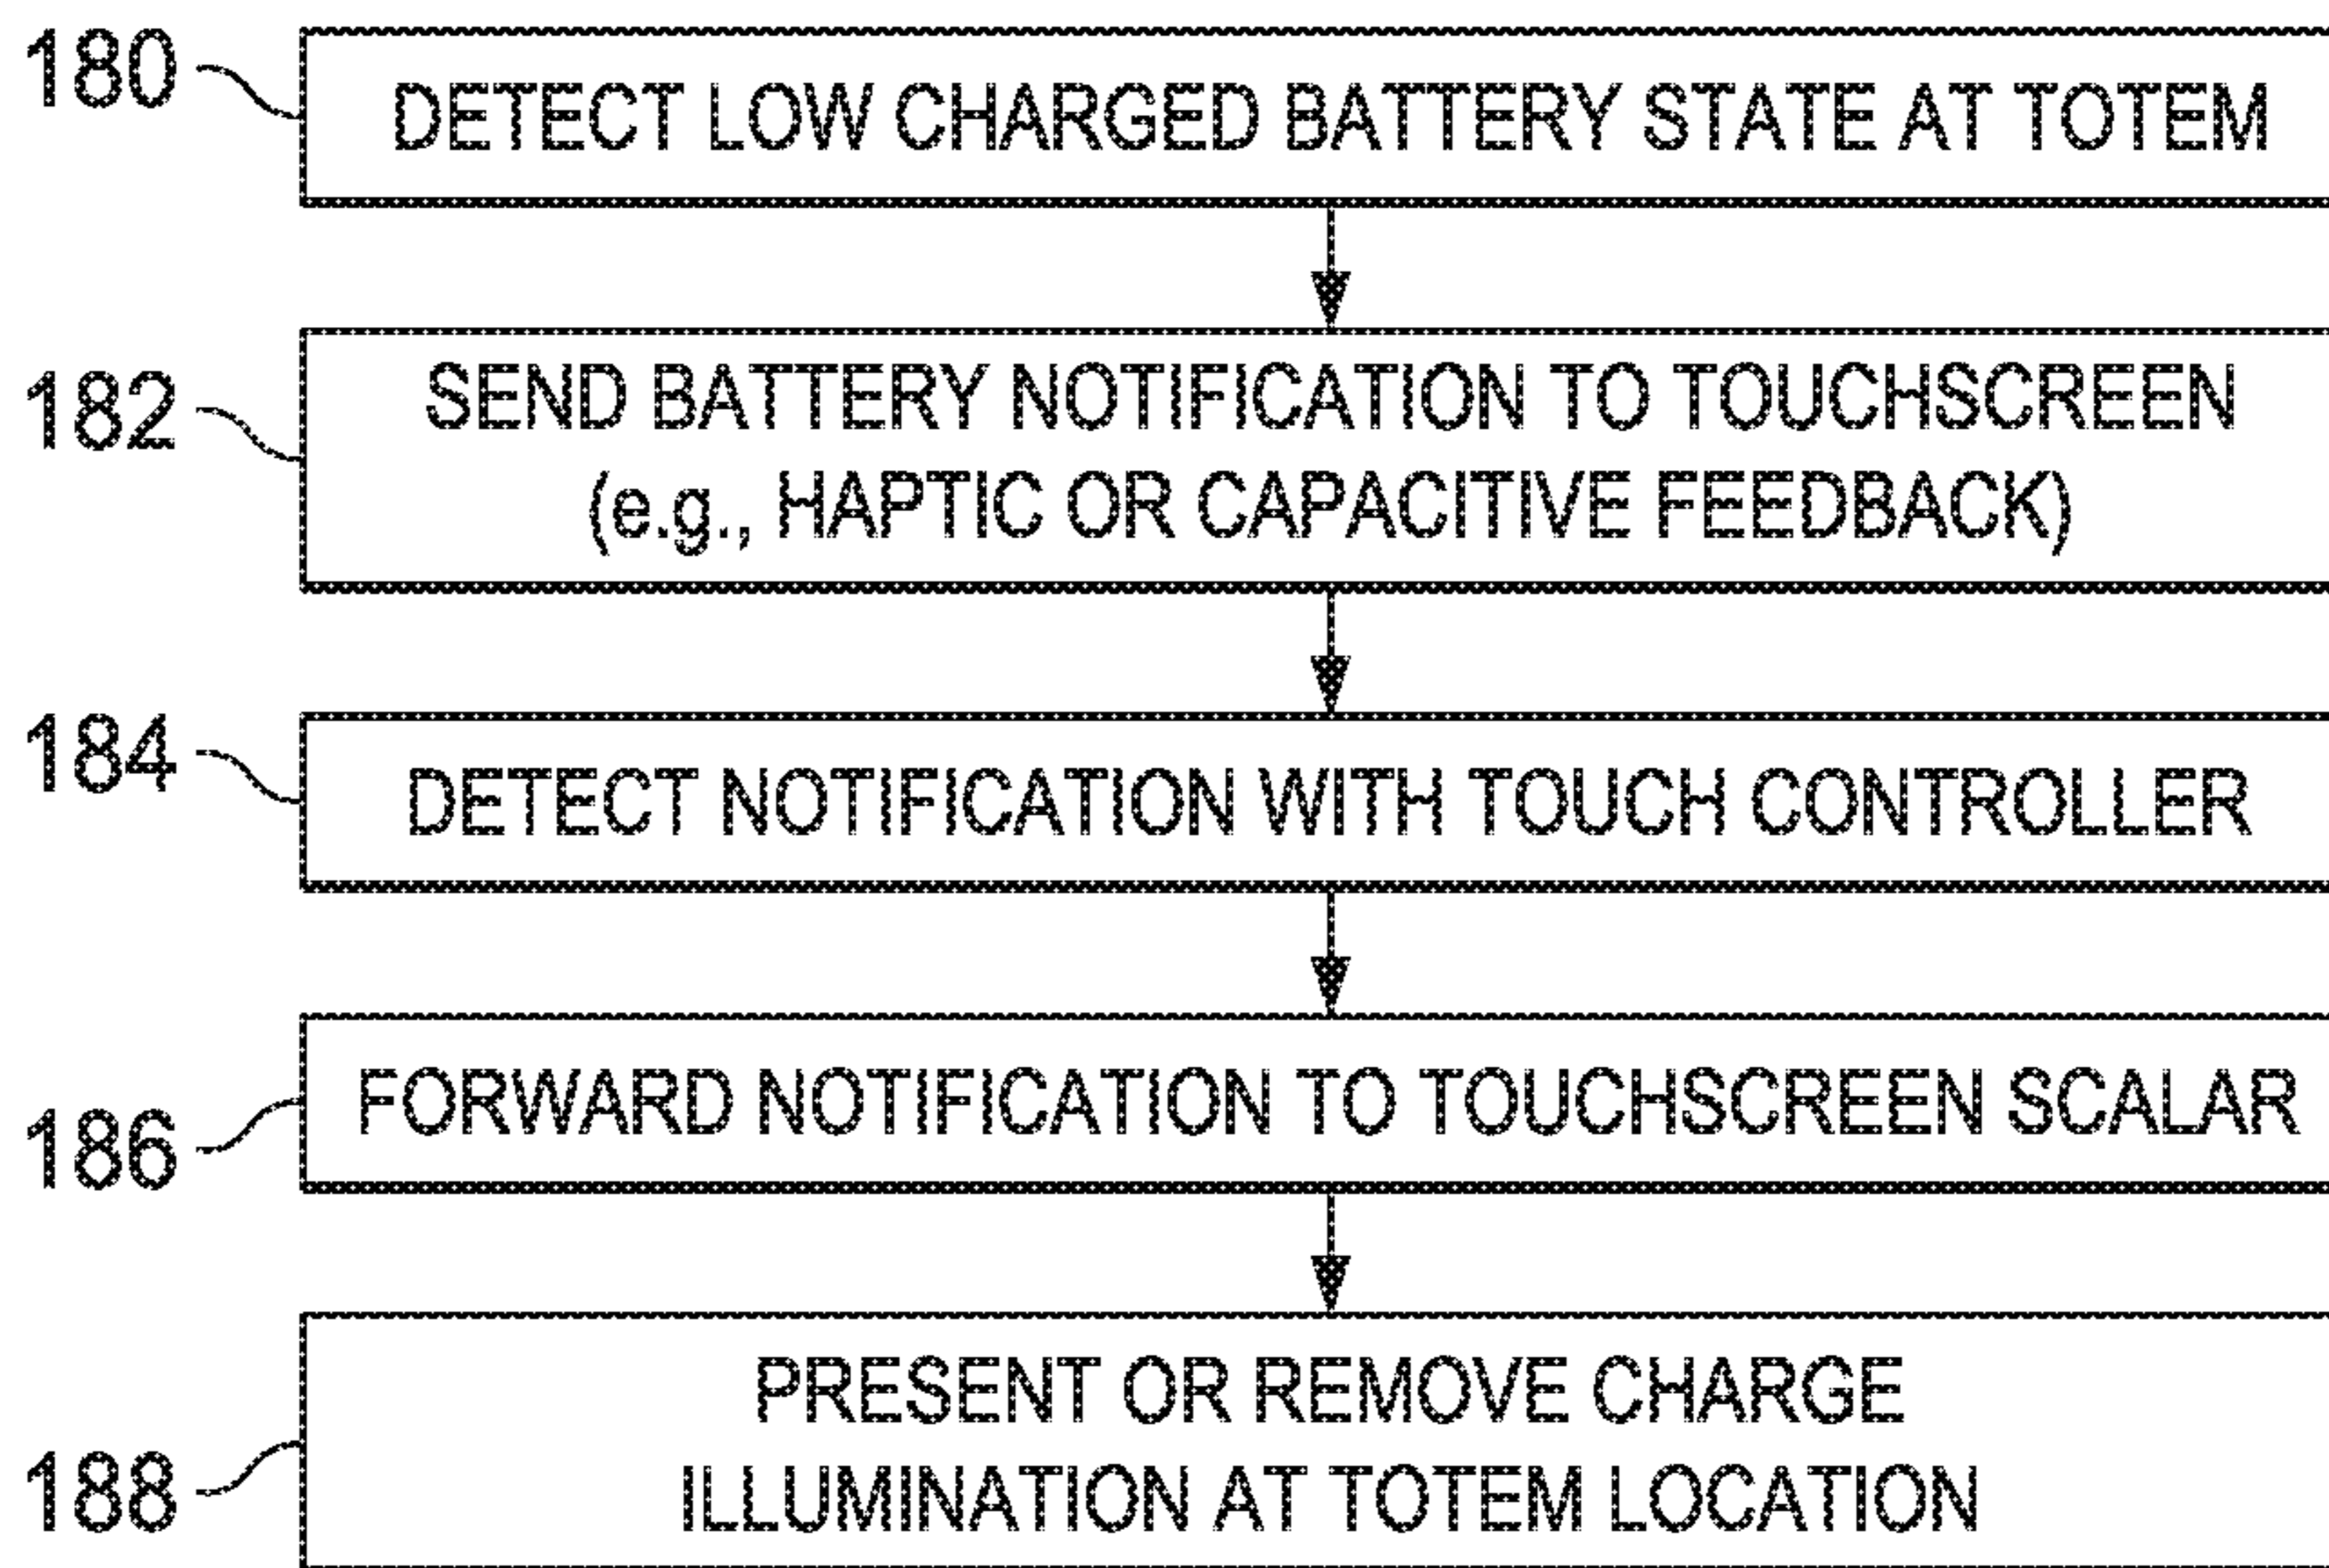 180 DETECT LOW CHARGED BATTERY STATE AT TOTEM
182 SEND BATTERY NOTIFICATION TO TOUCHSCREEN
(e.g., HAPTIC OR CAPACITIVE FEEDBACK)
184 DETECT NOTIFICATION WITH TOUCH CONTROLLER
186 FORWARD NOTIFICATION TO TOUCHSCREEN SCALAR
188 PRESENT OR REMOVE CHARGE
ILLUMINATION AT TOTEM LOCATION